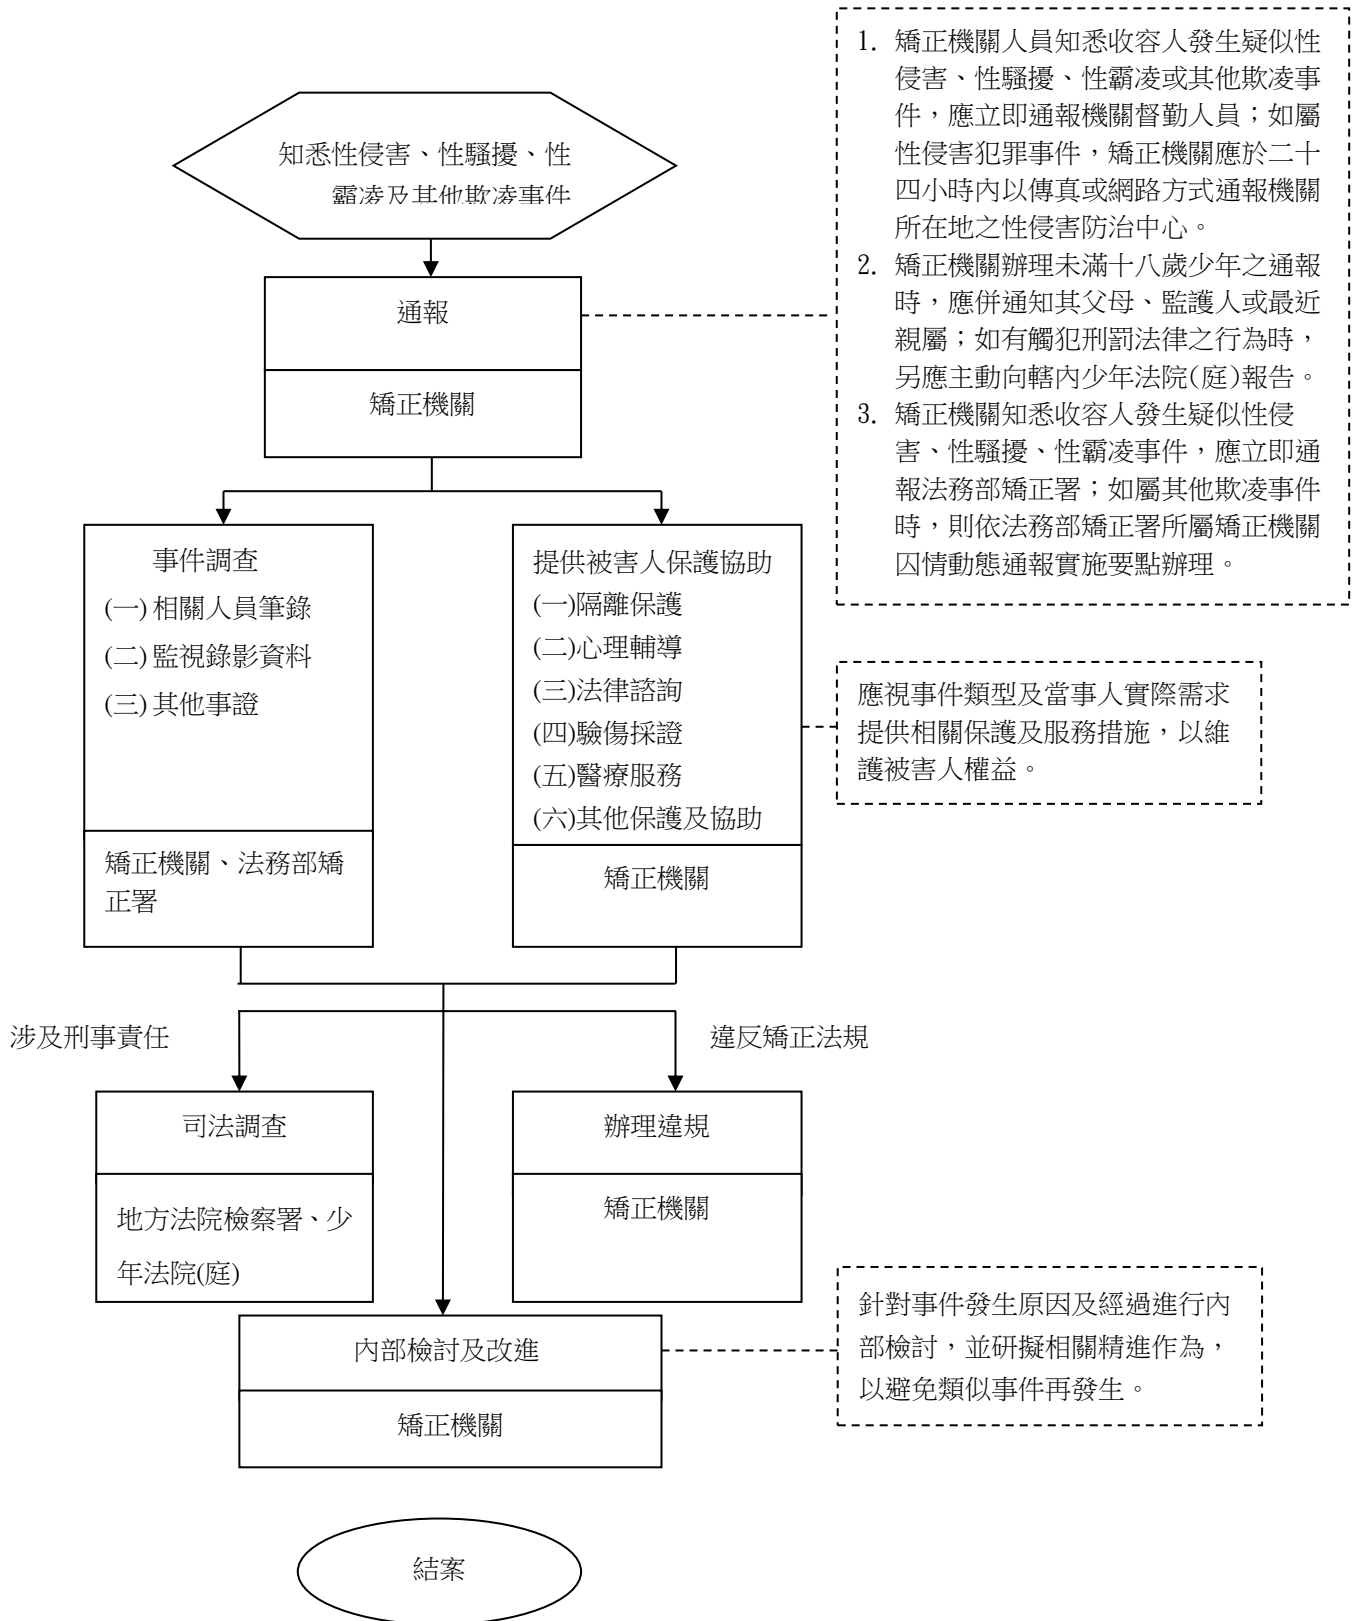 知悉性侵害、性騷擾、性
霸凌及其他欺凌事件
通報
矯正機關
1. 矯正機關人員知悉收容人發生疑似性
侵害、性騷擾、性霸凌或其他欺凌事
件，應立即通報機關督勤人員；如屬
性侵害犯罪事件，矯正機關應於二十
四小時內以傳真或網路方式通報機關
所在地之性侵害防治中心。
2. 矯正機關辦理未滿十八歲少年之通報
時，應併通知其父母、監護人或最近
親屬；如有觸犯刑罰法律之行為時，
另應主動向轄內少年法院(庭)報告。
3. 矯正機關知悉收容人發生疑似性侵
害、性騷擾、性霸凌事件，應立即通
報法務部矯正署；如屬其他欺凌事件
時，則依法務部矯正署所屬矯正機關
囚情動態通報實施要點辦理。
事件調查
(一)相關人員筆錄
(二)監視錄影資料
(三)其他事證
矯正機關、法務部矯
正署
提供被害人保護協助
(一)隔離保護
(二)心理輔導
(三)法律諮詢
(四)驗傷採證
(五)醫療服務
(六)其他保護及協助
矯正機關
應視事件類型及當事人實際需求
提供相關保護及服務措施，以維
護被害人權益。
涉及刑事責任
違反矯正法規
司法調查
地方法院檢察署、少
年法院(庭)
辦理違規
矯正機關
內部檢討及改進
矯正機關
針對事件發生原因及經過進行內
部檢討，並研擬相關精進作為，
以避免類似事件再發生。
結案